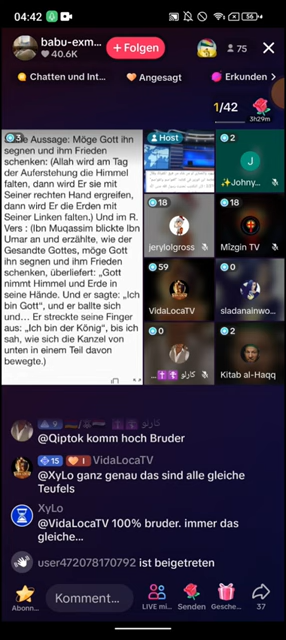 04:42
56
babu-exm...
40.6K
+ Folgen
75
Chatten und Int...
Angesagt
Erkunden
1/42
3h29m
3
e Aussage: Möge Gott ihn
segnen und ihm Frieden
schenken: (Allah wird am Tag
der Auferstehung die Himmel
falten, dann wird Er sie mit
Seiner rechten Hand ergreifen,
dann wird Er die Erden mit
Seiner Linken falten.) Und im R.
Vers : (Ibn Muqassim blickte Ibn
Umar an und erzählte, wie der
Gesandte Gottes, möge Gott
ihn segnen und ihm Frieden
schenken, überliefert: „Gott
nimmt Himmel und Erde in
seine Hände. Und er sagte: „Ich
bin Gott“, und er ballte sich
und... Er streckte seine Finger
aus: „Ich bin der König“, bis ich
sah, wie sich die Kanzel von
unten in einem Teil davon
bewegte.)
Host
2
J
Johny...
18
jerylolgross
18
Mîzgin TV
59
VidaLocaTV
0
sladanainwo...
0
كارلو
2
Kitab al-Haqq
9
كارلو
@Qiptok komm hoch Bruder
15
1
VidaLocaTV
@XyLo ganz genau das sind alle gleiche
Teufels
XyLo
@VidaLocaTV 100% bruder. immer das
gleiche...
user472078170792 ist beigetreten
Abonn...
Komment...
LIVE mi...
Senden
Gesche...
37